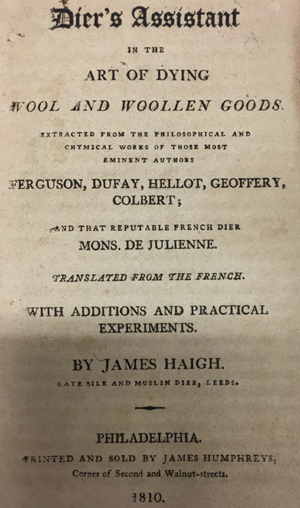 Dier's Assistant
IN THE
ART OF DYING
WOOL AND WOOLLEN GOODS.
EXTRACTED FROM THE PHILOSOPHICAL AND
CHYMICAL WORKS OF THOSE MOST
EMINENT AUTHORS
FERGUSON, DUFAY, HELLOT, GEOFFERY,
COLBERT;
AND THAT REPUTABLE FRENCH DIER
MONS. DE JULIENNE.
TRANSLATED FROM THE FRENCH.
WITH ADDITIONS AND PRACTICAL
EXPERIMENTS.
BY JAMES HAIGH.
LATE SILK AND MUSLIN DIER, LEEDS.
PHILADELPHIA.
PRINTED AND SOLD BY JAMES HUMPHREYS,
Corner of Second and Walnut-streets.
1810.